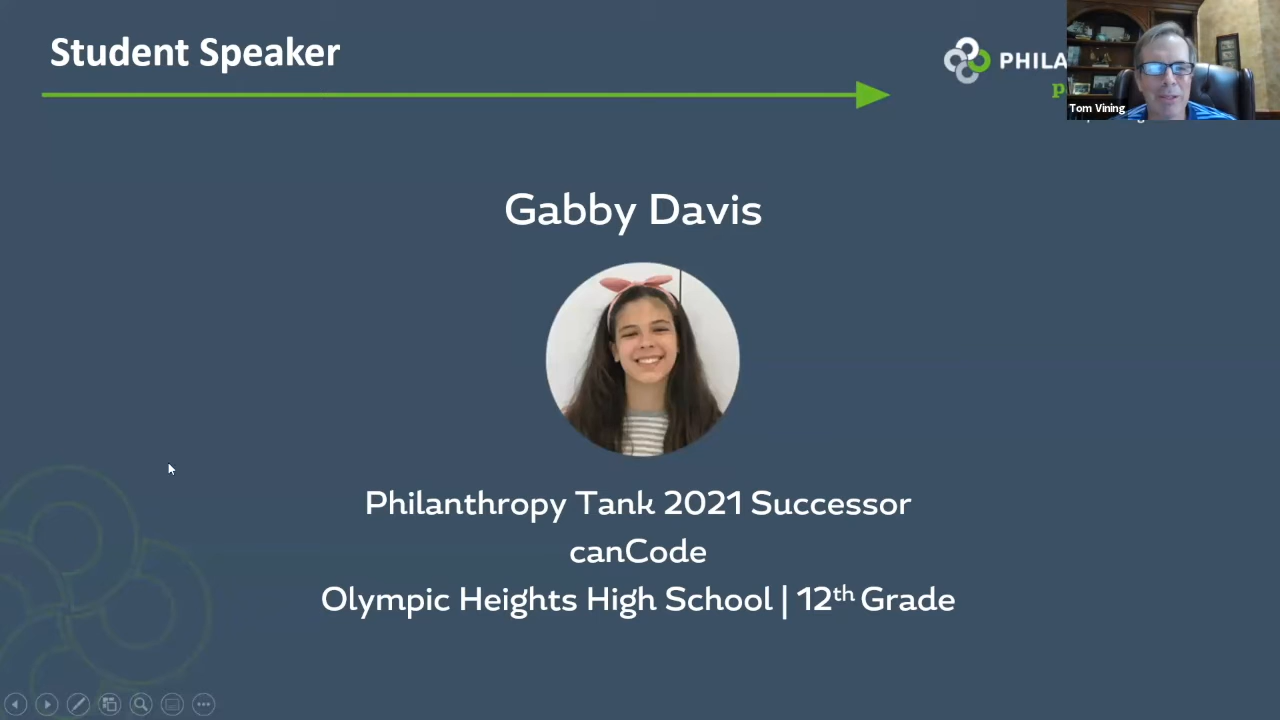 Student Speaker
PHILA
Tom Vining
Gabby Davis
Philanthropy Tank 2021 Successor
canCode
Olympic Heights High School | 12th Grade